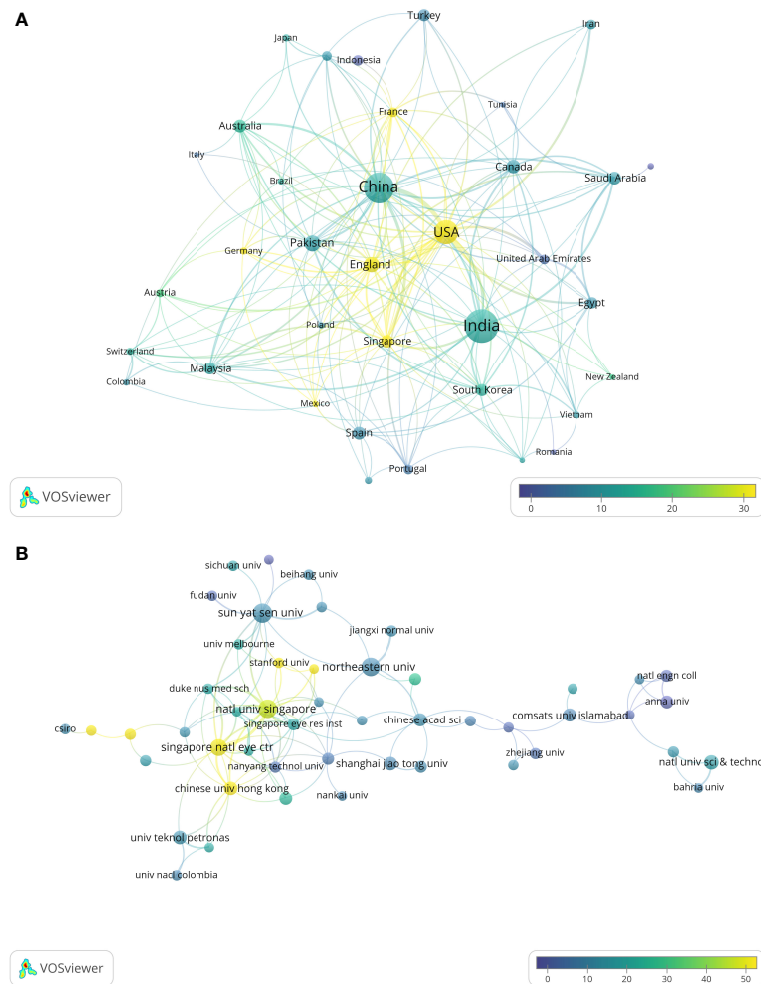 A
Turkey
Iran
Japan
Indonesia
Tunisia
France
Australia
Italy
Canada
Saudi Arabia
Brazil
China
USA
Pakistan
Germany
England
United Arab Emirates
Austria
Egypt
Poland
India
Singapore
Switzerland
Malaysia
Colombia
New Zealand
South Korea
Mexico
Vietnam
Spain
Romania
Portugal
VOSviewer
0 10 20 30
B
sichuan univ
beihang univ
fudan univ
sun yat sen univ
jiangxi normal univ
univ melbourne
stanford univ
northeastern univ
natl engn coll
duke nus med sch
anna univ
natl univ singapore
comsats univ islamabad
chinese acad sci
singapore eye res inst
csiro
singapore natl eye ctr
zhejiang univ
nanyang technol univ
shanghai jiao tong univ
natl univ sci & techno
chinese univ hong kong
bahria univ
nankai univ
univ teknol petronas
univ nacl colombia
VOSviewer
0 10 20 30 40 50